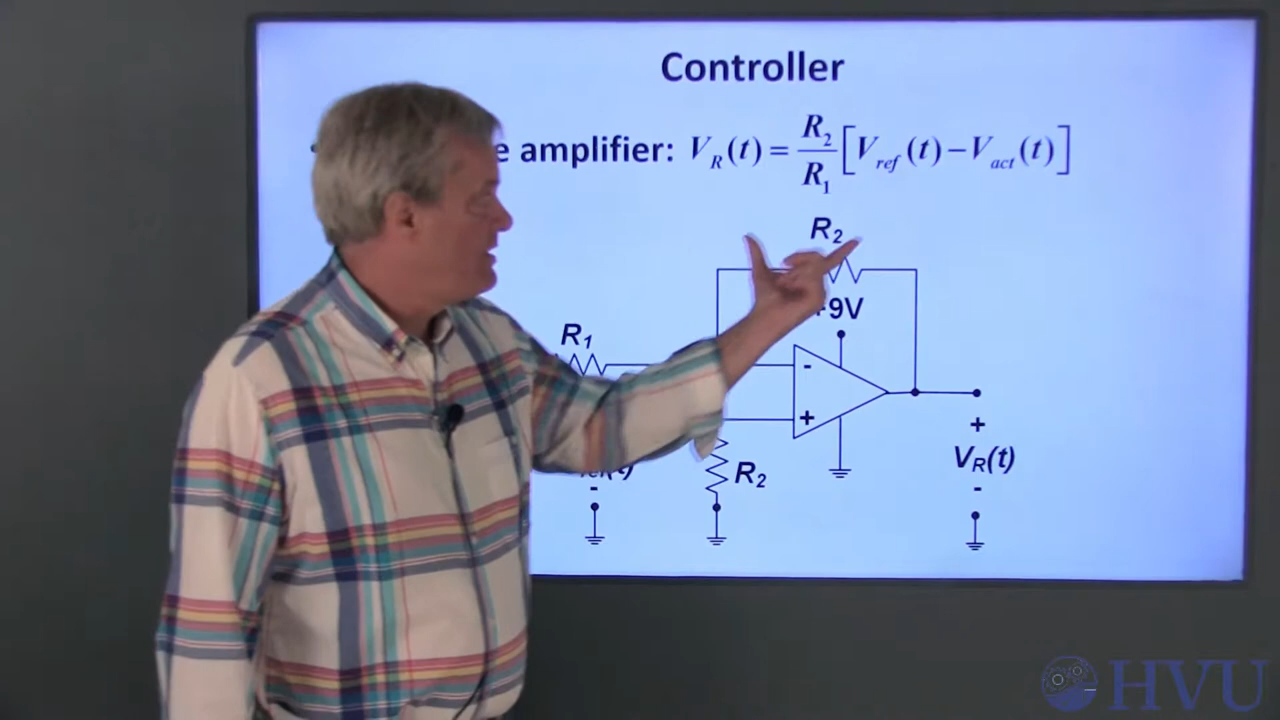 Controller
amplifier: V_R(t) = R_2/R_1 [V_ref(t) − V_act(t)]
R_2
9V
R_1
-
+
+
R_2
V_R(t)
-
-
HVU